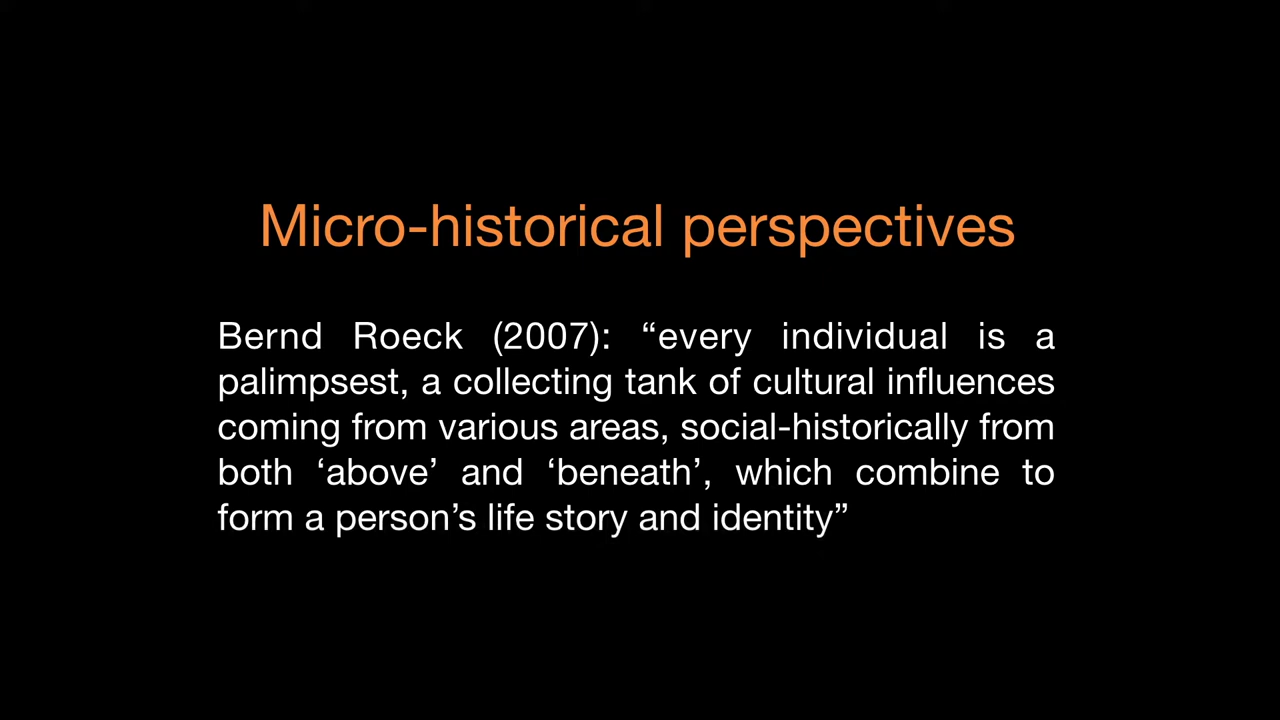 Micro-historical perspectives
Bernd Roeck (2007): “every individual is a
palimpsest, a collecting tank of cultural influences
coming from various areas, social-historically from
both ‘above’ and ‘beneath’, which combine to
form a person’s life story and identity”